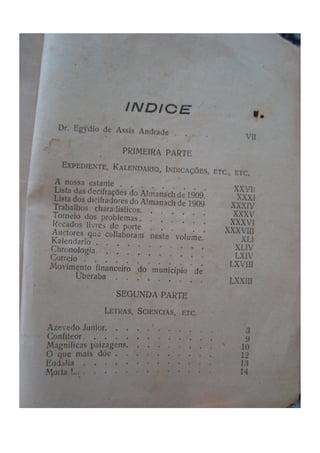 INDICE
Dr. Egydio de Assis Andrade . . . . VII
PRIMEIRA PARTE
EXPEDIENTE, KALENDARIO, INDICAÇÕES, ETC., ETC.
A nossa estante . . . . . . . XXVII
Lista das decifrações do Almanach de 1909. XXXI
Lista dos dicifradores do Almanach de 1909 XXXIV
Trabalhos charadisticos. . . . . . XXXV
Torneio dos problemas . . . . . . XXXVI
Recados livres de porte . . . . . . XXXVIII
Auctores que collaboram neste volume. XLI
Kalendario . . . . . . . . XLIV
Chronologia . . . . . . . . LXIV
Correio . . . . . . . . LXVIII
Movimento financeiro do municipio de
Uberaba . . . . . . . LXXIII
SEGUNDA PARTE
LETRAS, SCIENCIAS, ETC.
Azevedo Junior. . . . . . . . 3
Confiteor . . . . . . . . 9
Magnificas paizagens. . . . . . . 10
O que mais dóe . . . . . . . . 12
Eudalia . . . . . . . . 13
Morta !... . . . . . . . . 14